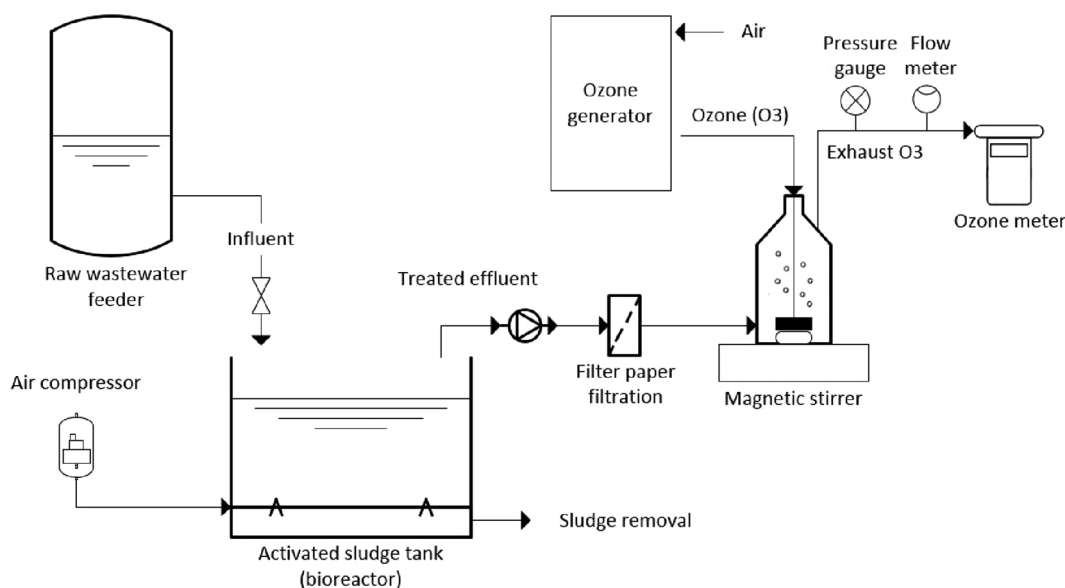 Air
Pressure
gauge
Flow
meter
Ozone
generator
Ozone (O3)
Exhaust O3
Ozone meter
Influent
Raw wastewater
feeder
Treated effluent
Filter paper
filtration
Magnetic stirrer
Air compressor
Sludge removal
Activated sludge tank
(bioreactor)